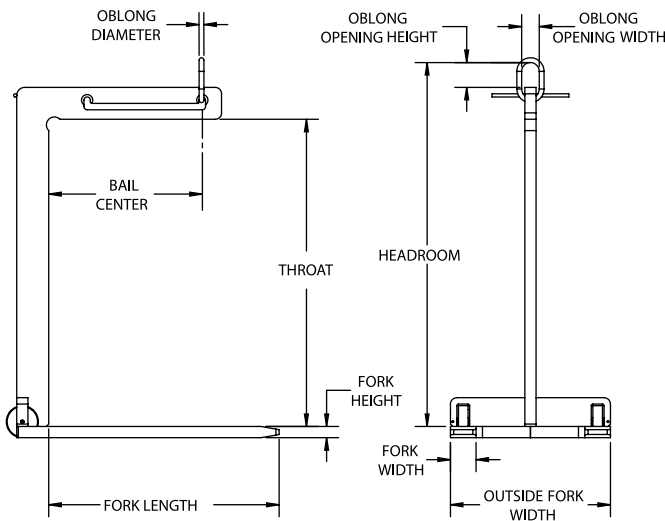 OBLONG
DIAMETER
OBLONG
OPENING HEIGHT
OBLONG
OPENING WIDTH
BAIL
CENTER
THROAT
HEADROOM
FORK
HEIGHT
FORK
WIDTH
FORK LENGTH
OUTSIDE FORK
WIDTH